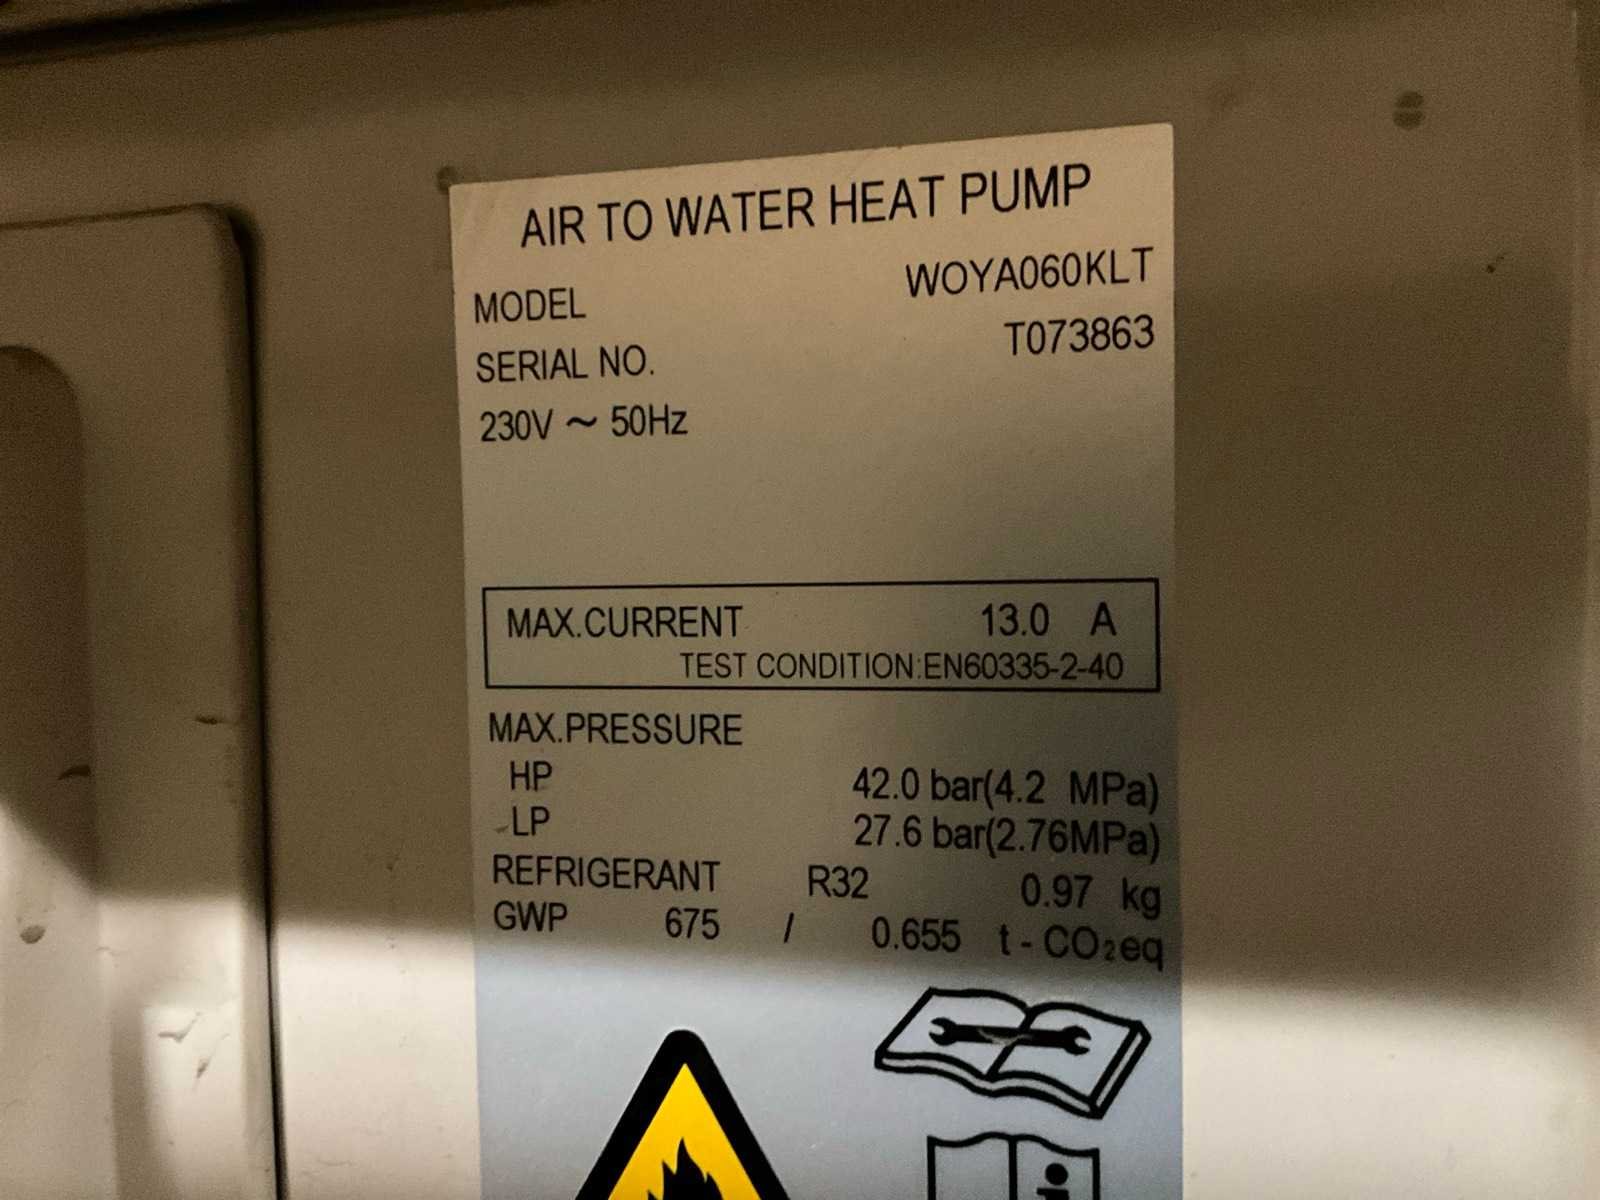 AIR TO WATER HEAT PUMP
MODEL WOYA060KLT
SERIAL NO. T073863
230V ~ 50Hz
MAX.CURRENT 13.0 A
TEST CONDITION:EN60335-2-40
MAX.PRESSURE
HP 42.0 bar(4.2 MPa)
LP 27.6 bar(2.76MPa)
REFRIGERANT R32 0.97 kg
GWP 675 / 0.655 t - CO₂eq